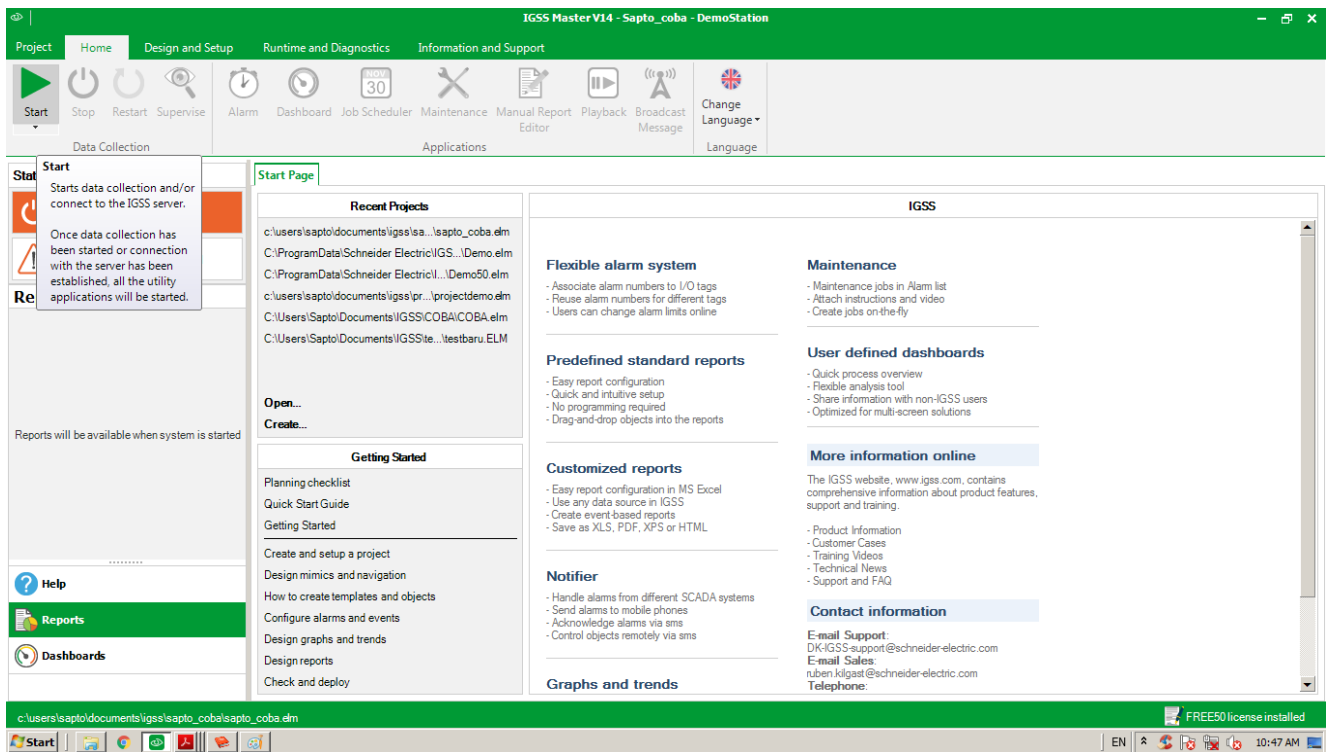 IGSS Master V14 - Sapto_coba - DemoStation
Project Home Design and Setup Runtime and Diagnostics Information and Support
Start Stop Restart Supervise
Data Collection
Alarm Dashboard Job Scheduler Maintenance Manual Report Editor Playback Broadcast Message
NOV
30
Applications
Change
Language
Language
Stat
Start
Starts data collection and/or
connect to the IGSS server.
Once data collection has
been started or connection
with the server has been
established, all the utility
applications will be started.
Re
Reports will be available when system is started
Help
Reports
Dashboards
Start Page
Recent Projects
c:\users\sapto\documents\igss\sa...\sapto_coba.elm
C:\ProgramData\Schneider Electric\IGS...\Demo.elm
C:\ProgramData\Schneider Electric\I...\Demo50.elm
c:\users\sapto\documents\igss\pr...\projectdemo.elm
C:\Users\Sapto\Documents\IGSS\COBA\COBA.elm
C:\Users\Sapto\Documents\IGSS\te...\testbaru.ELM
Open...
Create...
Getting Started
Planning checklist
Quick Start Guide
Getting Started
Create and setup a project
Design mimics and navigation
How to create templates and objects
Configure alarms and events
Design graphs and trends
Design reports
Check and deploy
IGSS
Flexible alarm system
- Associate alarm numbers to I/O tags
- Reuse alarm numbers for different tags
- Users can change alarm limits online
Predefined standard reports
- Easy report configuration
- Quick and intuitive setup
- No programming required
- Drag-and-drop objects into the reports
Customized reports
- Easy report configuration in MS Excel
- Use any data source in IGSS
- Create event-based reports
- Save as XLS, PDF, XPS or HTML
Notifier
- Handle alarms from different SCADA systems
- Send alarms to mobile phones
- Acknowledge alarms via sms
- Control objects remotely via sms
Graphs and trends
Maintenance
- Maintenance jobs in Alarm list
- Attach instructions and video
- Create jobs on-the-fly
User defined dashboards
- Quick process overview
- Flexible analysis tool
- Share information with non-IGSS users
- Optimized for multi-screen solutions
More information online
The IGSS website, www.igss.com, contains
comprehensive information about product features,
support and training.
- Product Information
- Customer Cases
- Training Videos
- Technical News
- Support and FAQ
Contact information
E-mail Support:
DK-IGSS-support@schneider-electric.com
E-mail Sales:
ruben.kilgast@schneider-electric.com
Telephone:
c:\users\sapto\documents\igss\sapto_coba\sapto_coba.elm
FREE50 license installed
Start
EN
10:47 AM